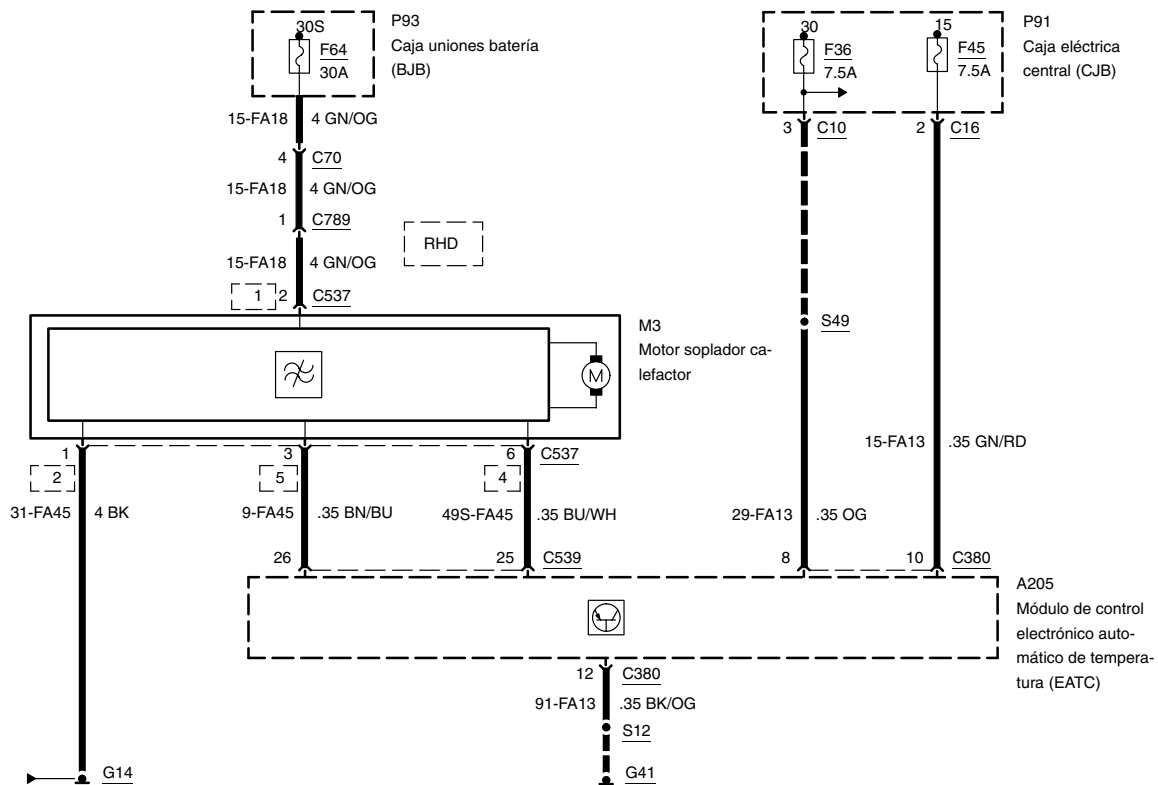 30S
P93
F64
30A
Caja uniones batería
(BJB)
30
F36
7.5A
15
F45
7.5A
P91
Caja eléctrica
central (CJB)
15-FA18 4 GN/OG
3 C10
2 C16
4 C70
15-FA18 4 GN/OG
1 C789
RHD
15-FA18 4 GN/OG
1 2 C537
S49
M3
Motor soplador ca-
lefactor
M
15-FA13 .35 GN/RD
1 3 6 C537
2 5 4
31-FA45 4 BK
9-FA45 .35 BN/BU
49S-FA45 .35 BU/WH
29-FA13 .35 OG
26 25 C539
8 10 C380
A205
Módulo de control
electrónico auto-
mático de tempera-
tura (EATC)
12 C380
91-FA13 .35 BK/OG
S12
G14
G41